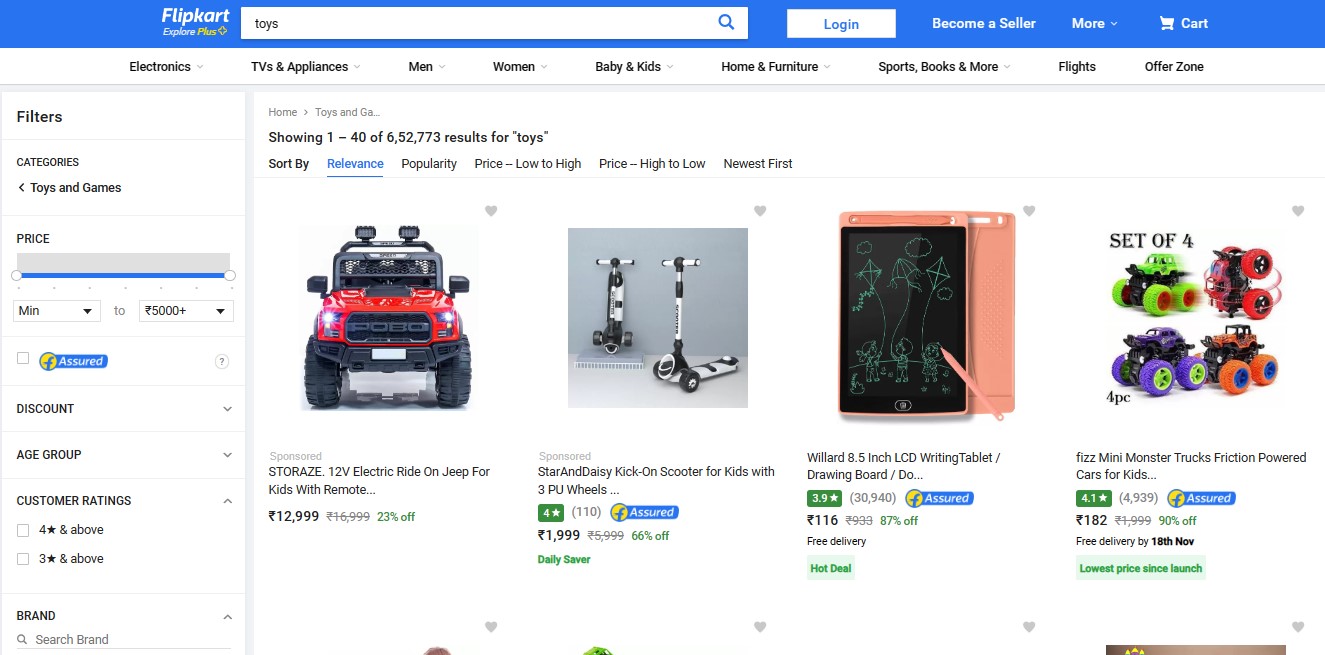 Flipkart
Explore Plus
toys
Login
Become a Seller
More
Cart
Electronics
TVs & Appliances
Men
Women
Baby & Kids
Home & Furniture
Sports, Books & More
Flights
Offer Zone
Filters
CATEGORIES
Toys and Games
PRICE
Min
to
₹5000+
Assured
?
DISCOUNT
AGE GROUP
CUSTOMER RATINGS
4★ & above
3★ & above
BRAND
Search Brand
Home
Toys and Ga...
Showing 1 – 40 of 6,52,773 results for "toys"
Sort By
Relevance
Popularity
Price -- Low to High
Price -- High to Low
Newest First
Sponsored
STORAZE. 12V Electric Ride On Jeep For
Kids With Remote...
₹12,999 ₹16,999 23% off
SCOOTER
Sponsored
StarAndDaisy Kick-On Scooter for Kids with
3 PU Wheels ...
4★ (110) Assured
₹1,999 ₹5,999 66% off
Daily Saver
Willard 8.5 Inch LCD WritingTablet /
Drawing Board / Do...
3.9★ (30,940) Assured
₹116 ₹933 87% off
Free delivery
Hot Deal
SET OF 4
4pc
fizz Mini Monster Trucks Friction Powered
Cars for Kids...
4.1★ (4,939) Assured
₹182 ₹1,999 90% off
Free delivery by 18th Nov
Lowest price since launch